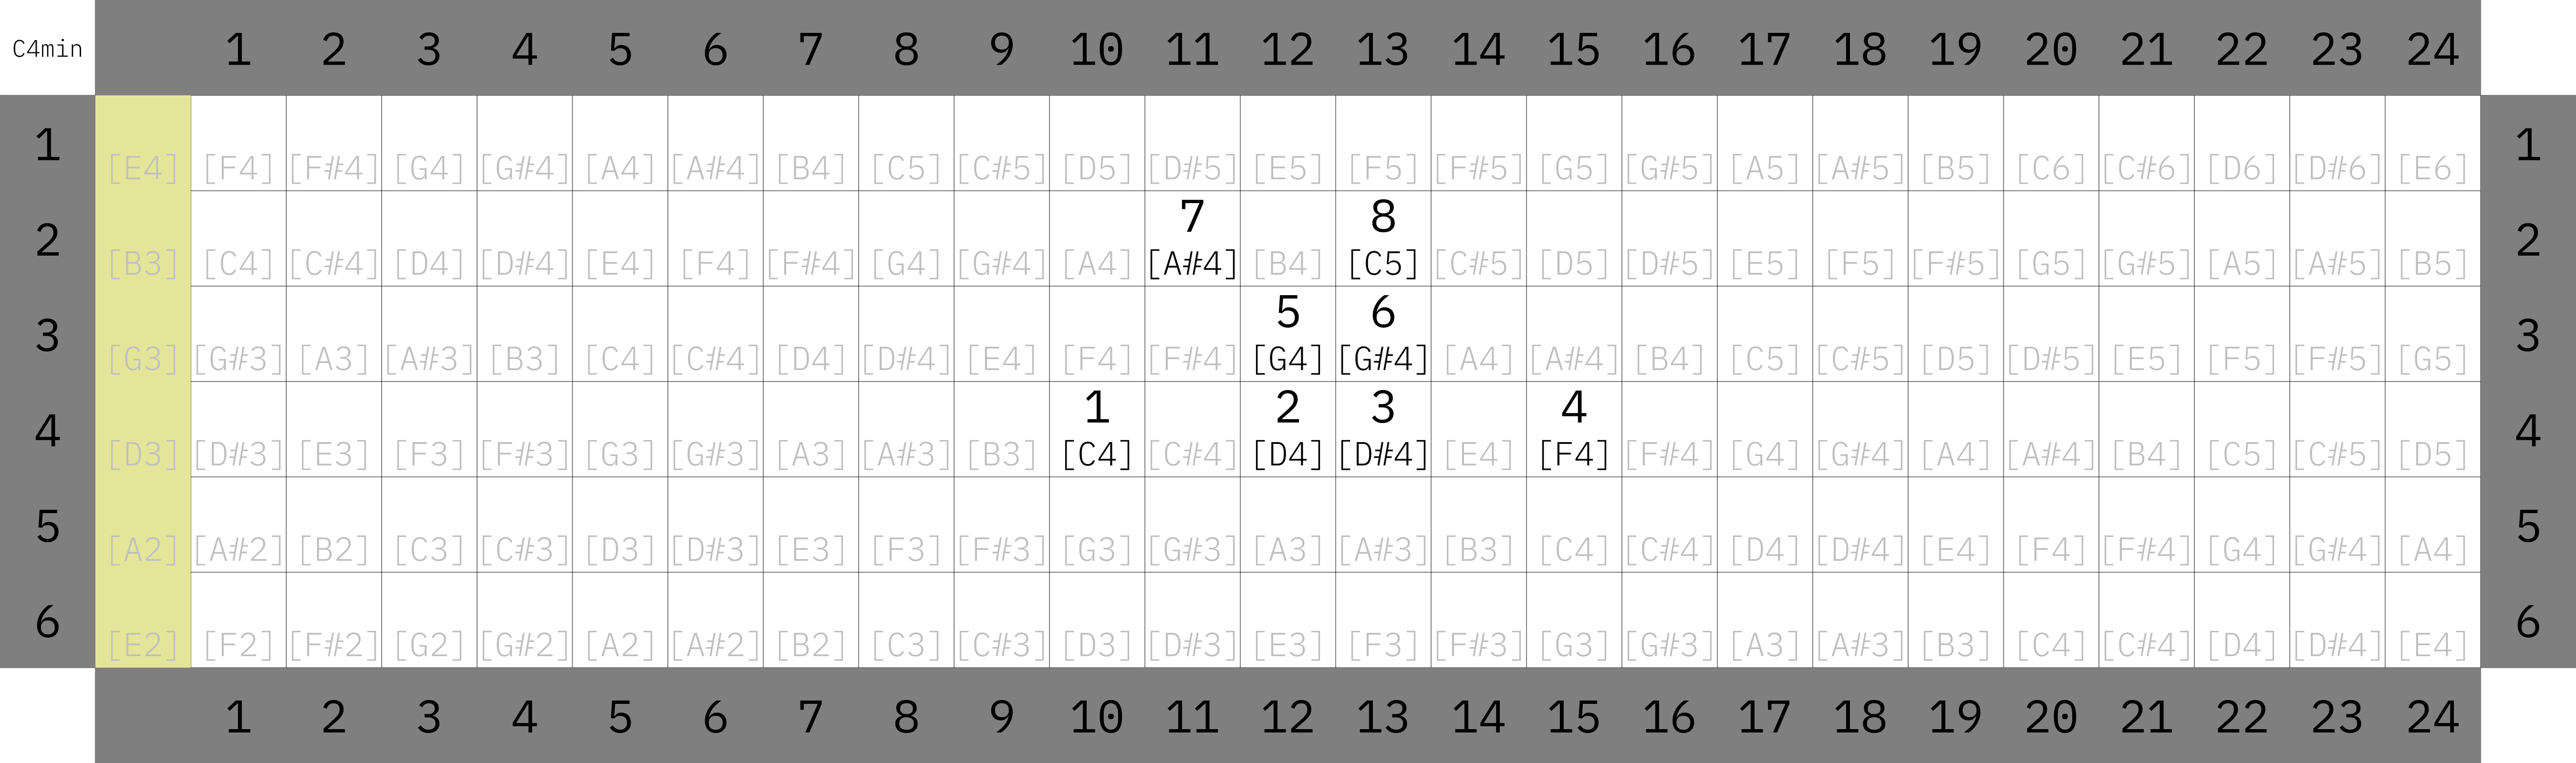 C4min 1 2 3 4 5 6 7 8 9 10 11 12 13 14 15 16 17 18 19 20 21 22 23 24
1 [E4] [F4] [F#4] [G4] [G#4] [A4] [A#4] [B4] [C5] [C#5] [D5] [D#5] [E5] [F5] [F#5] [G5] [G#5] [A5] [A#5] [B5] [C6] [C#6] [D6] [D#6] [E6] 1
7 8
2 [B3] [C4] [C#4] [D4] [D#4] [E4] [F4] [F#4] [G4] [G#4] [A4] [A#4] [B4] [C5] [C#5] [D5] [D#5] [E5] [F5] [F#5] [G5] [G#5] [A5] [A#5] [B5] 2
5 6
3 [G3] [G#3] [A3] [A#3] [B3] [C4] [C#4] [D4] [D#4] [E4] [F4] [F#4] [G4] [G#4] [A4] [A#4] [B4] [C5] [C#5] [D5] [D#5] [E5] [F5] [F#5] [G5] 3
1 2 3 4
4 [D3] [D#3] [E3] [F3] [F#3] [G3] [G#3] [A3] [A#3] [B3] [C4] [C#4] [D4] [D#4] [E4] [F4] [F#4] [G4] [G#4] [A4] [A#4] [B4] [C5] [C#5] [D5] 4
5 [A2] [A#2] [B2] [C3] [C#3] [D3] [D#3] [E3] [F3] [F#3] [G3] [G#3] [A3] [A#3] [B3] [C4] [C#4] [D4] [D#4] [E4] [F4] [F#4] [G4] [G#4] [A4] 5
6 [E2] [F2] [F#2] [G2] [G#2] [A2] [A#2] [B2] [C3] [C#3] [D3] [D#3] [E3] [F3] [F#3] [G3] [G#3] [A3] [A#3] [B3] [C4] [C#4] [D4] [D#4] [E4] 6
1 2 3 4 5 6 7 8 9 10 11 12 13 14 15 16 17 18 19 20 21 22 23 24